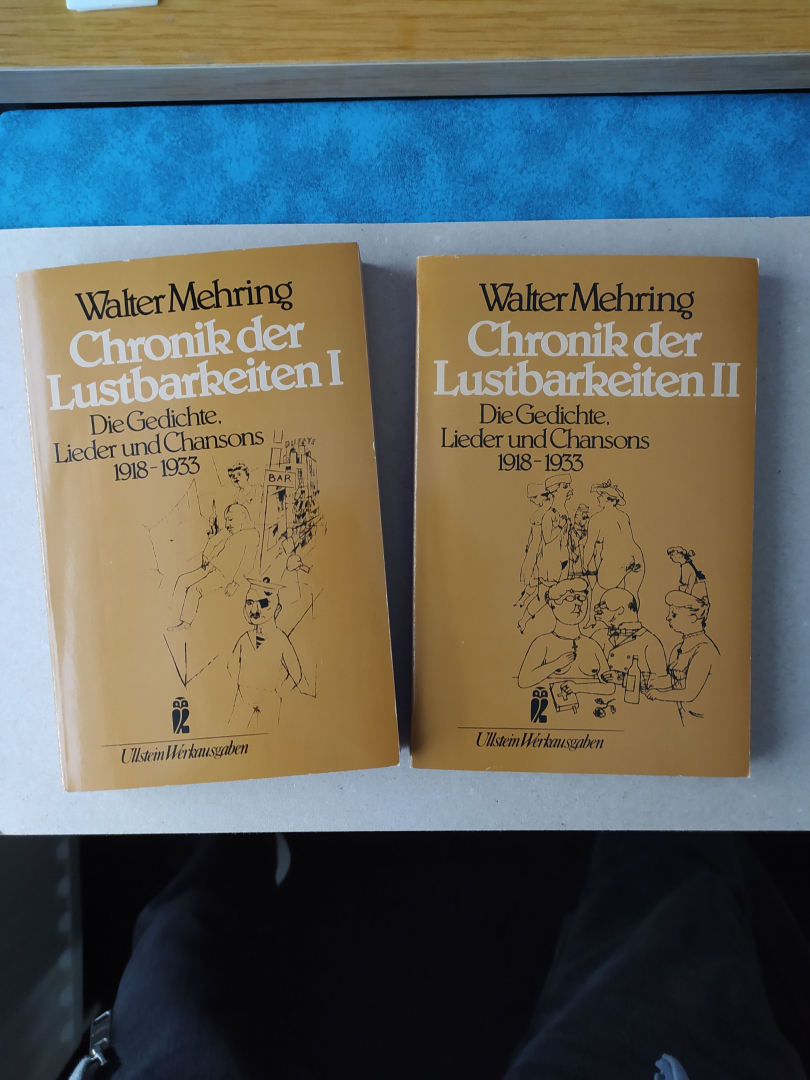 Walter Mehring
Chronik der
Lustbarkeiten I
Die Gedichte,
Lieder und Chansons
1918–1933
BAR
Ullstein Werkausgaben
Walter Mehring
Chronik der
Lustbarkeiten II
Die Gedichte,
Lieder und Chansons
1918–1933
Ullstein Werkausgaben